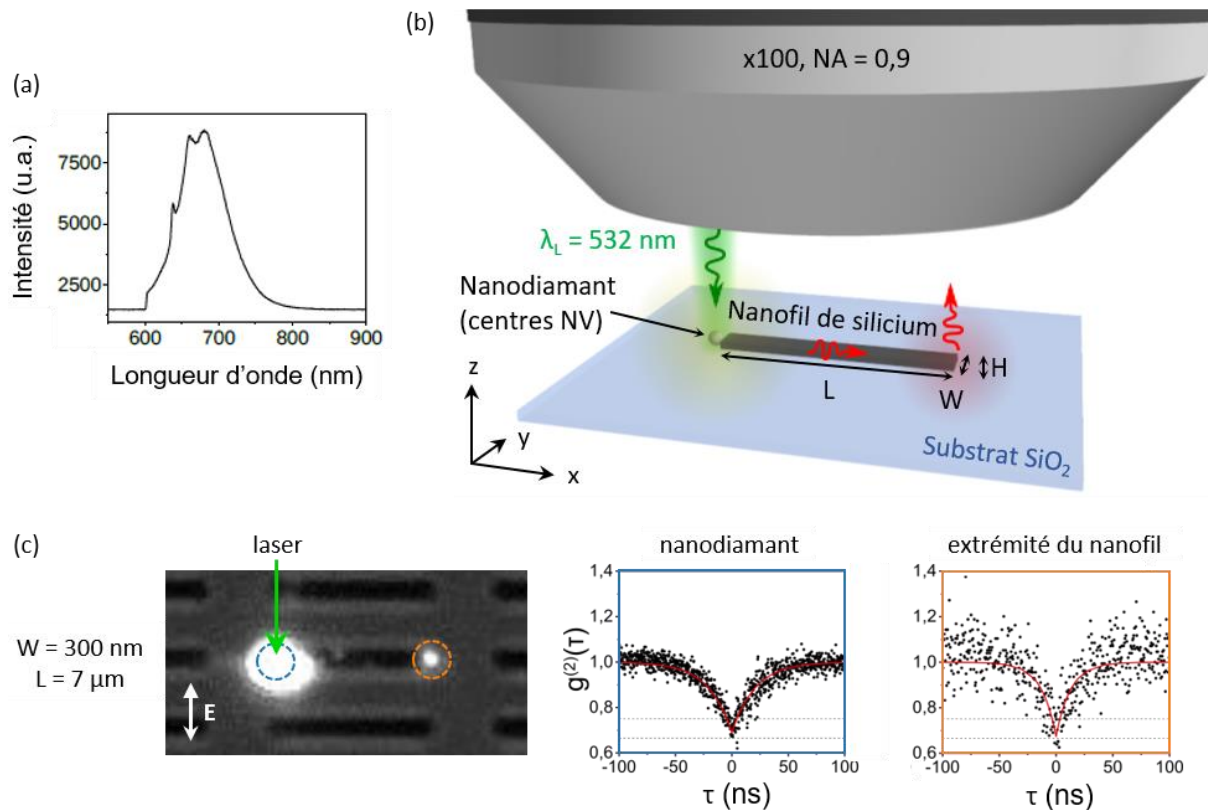 (a)
Intensité (u.a.)
7500
5000
2500
600 700 800 900
Longueur d'onde (nm)
(b)
x100, NA = 0,9
λL = 532 nm
Nanodiamant
(centres NV)
Nanofil de silicium
L
W
H
z
y
x
Substrat SiO2
(c)
laser
W = 300 nm
L = 7 µm
E
nanodiamant
g(2)(τ)
1,4
1,2
1,0
0,8
0,6
-100 -50 0 50 100
τ (ns)
extrémité du nanofil
1,4
1,2
1,0
0,8
0,6
-100 -50 0 50 100
τ (ns)